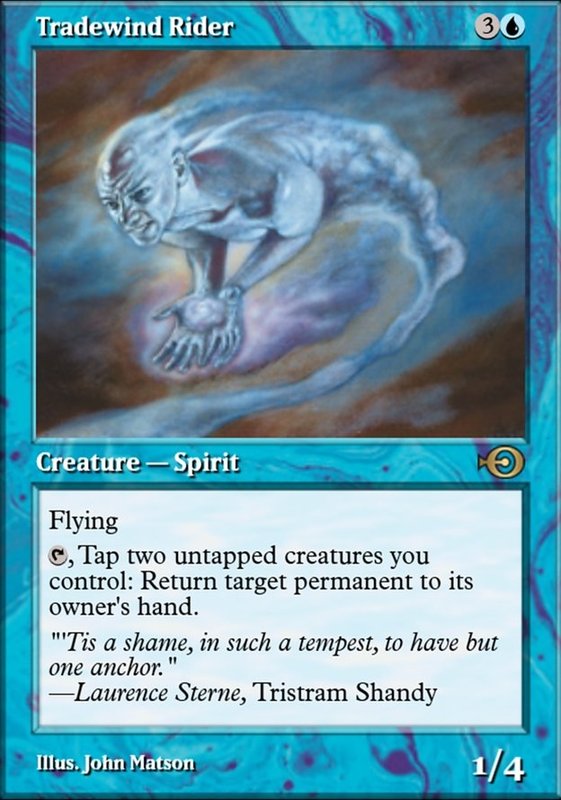 Tradewind Rider
3
Creature — Spirit
Flying
, Tap two untapped creatures you
control: Return target permanent to its
owner's hand.
"'Tis a shame, in such a tempest, to have but
one anchor."
—Laurence Sterne, Tristram Shandy
Illus. John Matson
1/4